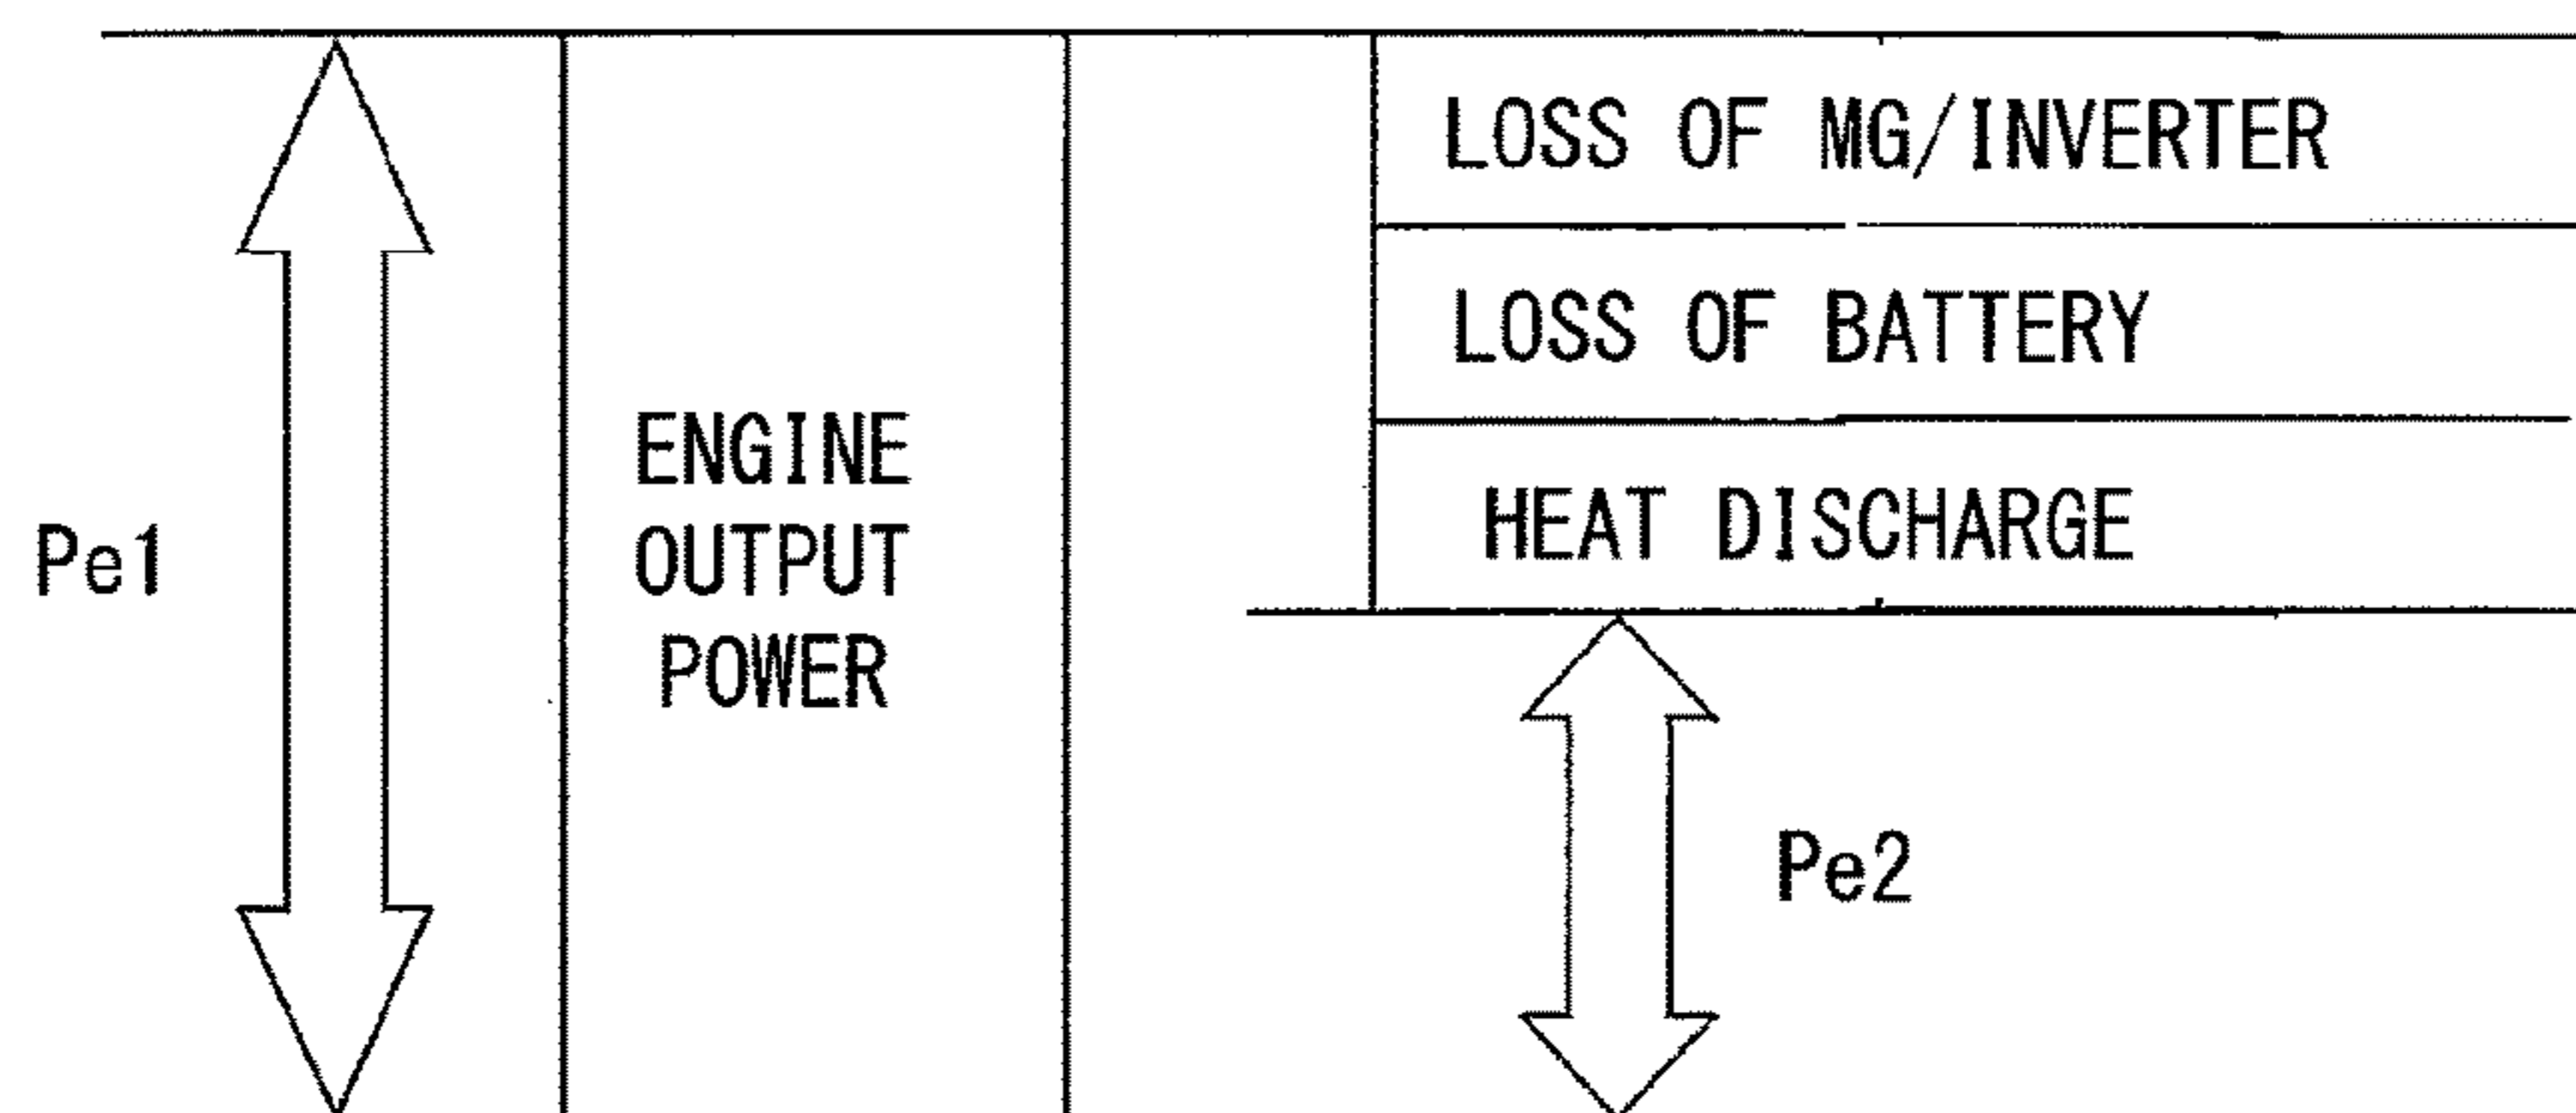 Pe1
ENGINE
OUTPUT
POWER
LOSS OF MG/INVERTER
LOSS OF BATTERY
HEAT DISCHARGE
Pe2